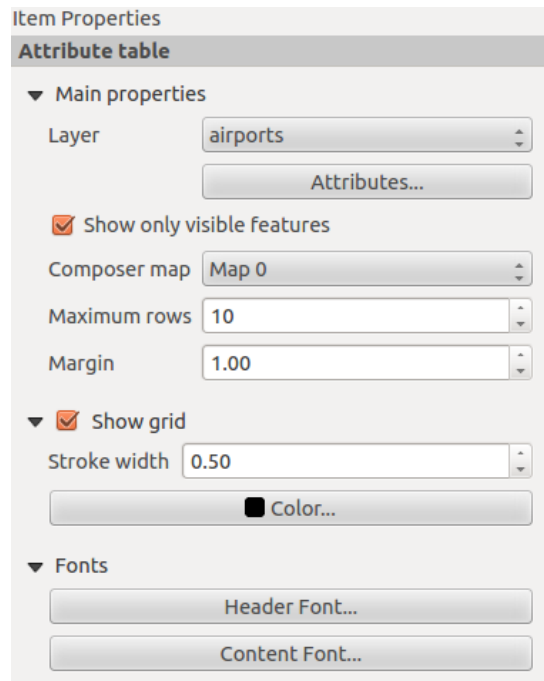 Item Properties
Attribute table
Main properties
Layer airports
Attributes...
Show only visible features
Composer map Map 0
Maximum rows 10
Margin 1.00
Show grid
Stroke width 0.50
Color...
Fonts
Header Font...
Content Font...